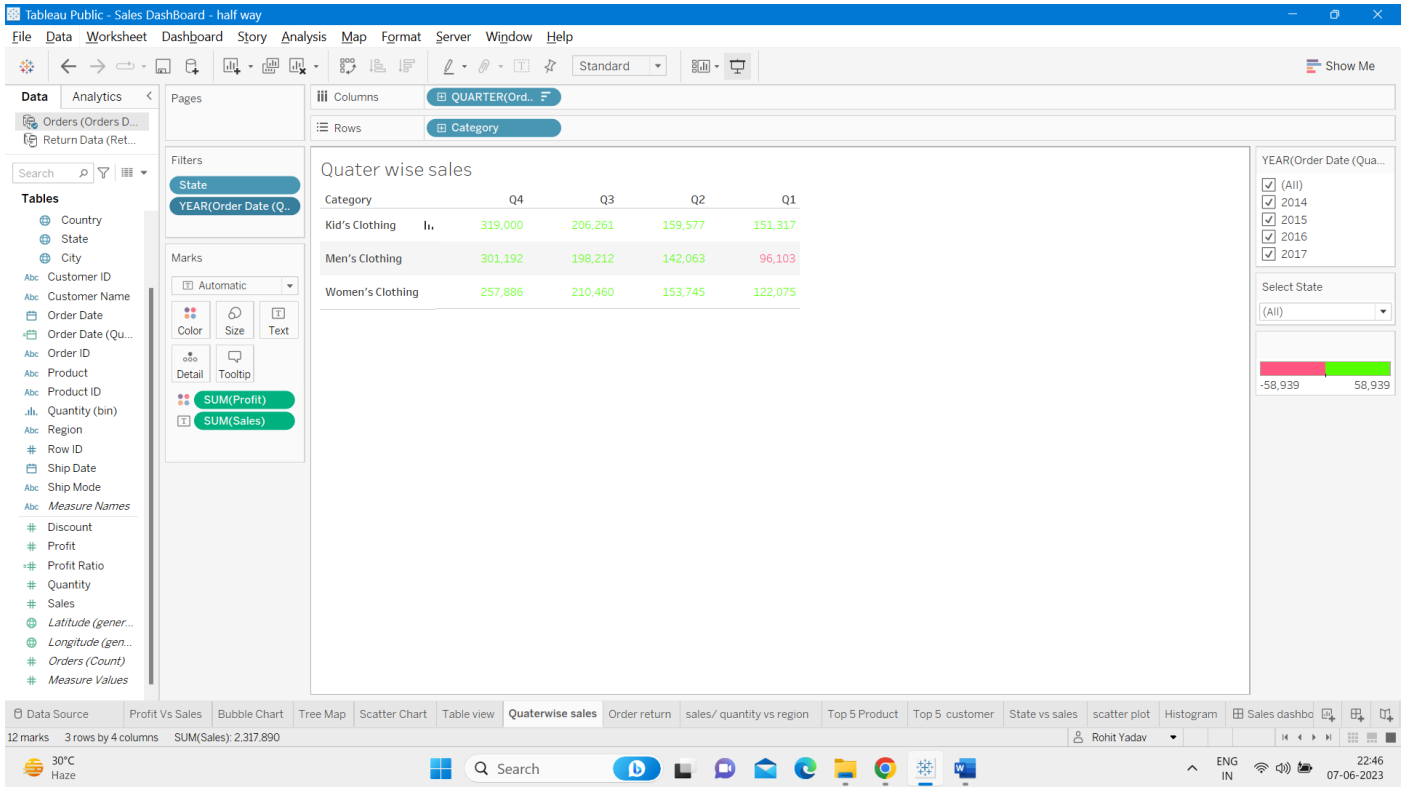 Tableau Public - Sales DashBoard - half way
File Data Worksheet Dashboard Story Analysis Map Format Server Window Help
Standard
Show Me
Data Analytics
Orders (Orders D...
Return Data (Ret...
Search
Tables
Country
State
City
Abc Customer ID
Abc Customer Name
Order Date
Order Date (Qu...
Abc Order ID
Abc Product
Abc Product ID
Quantity (bin)
Abc Region
# Row ID
Ship Date
Abc Ship Mode
Abc Measure Names
# Discount
# Profit
=# Profit Ratio
# Quantity
# Sales
Latitude (gener...
Longitude (gen...
# Orders (Count)
# Measure Values
Pages
Filters
State
YEAR(Order Date (Q..
Marks
T Automatic
Color Size Text
Detail Tooltip
SUM(Profit)
T SUM(Sales)
Columns QUARTER(Ord..
Rows Category
Quater wise sales
Category Q4 Q3 Q2 Q1
Kid's Clothing 319,000 206,261 159,577 151,317
Men's Clothing 301,192 198,212 142,063 96,103
Women's Clothing 257,886 210,460 153,745 122,075
YEAR(Order Date (Qua...
(All)
2014
2015
2016
2017
Select State
(All)
-58,939 58,939
Data Source Profit Vs Sales Bubble Chart Tree Map Scatter Chart Table view Quaterwise sales Order return sales/ quantity vs region Top 5 Product Top 5 customer State vs sales scatter plot Histogram Sales dashbo
12 marks 3 rows by 4 columns SUM(Sales): 2,317,890 Rohit Yadav
30°C
Haze
Search
ENG
IN
22:46
07-06-2023